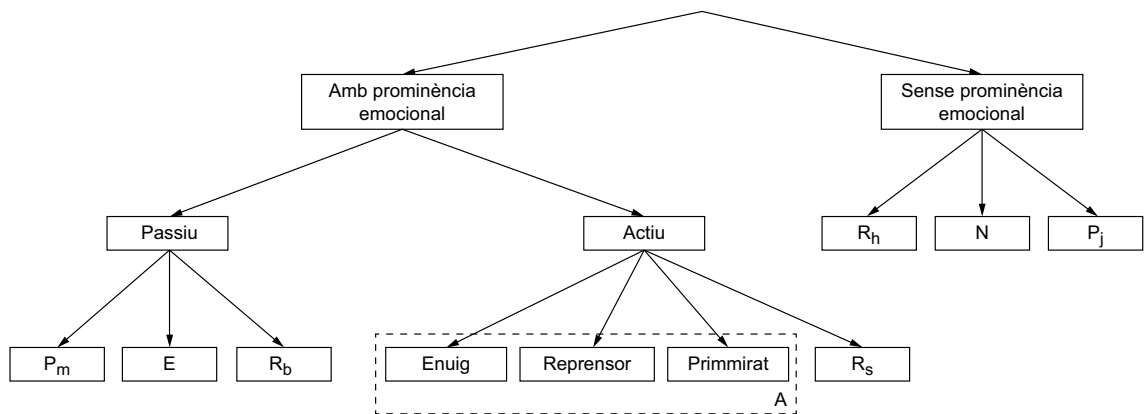 Amb prominència
emocional
Sense prominència
emocional
Passiu
Actiu
Rh
N
Pj
Pm
E
Rb
Enuig
Reprensor
Primmirat
Rs
A